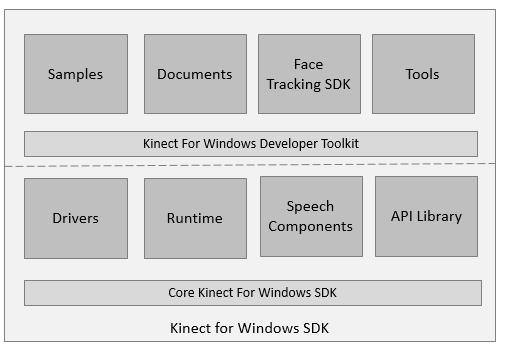 Samples
Documents
Face
Tracking SDK
Tools
Kinect For Windows Developer Toolkit
Drivers
Runtime
Speech
Components
API Library
Core Kinect For Windows SDK
Kinect for Windows SDK